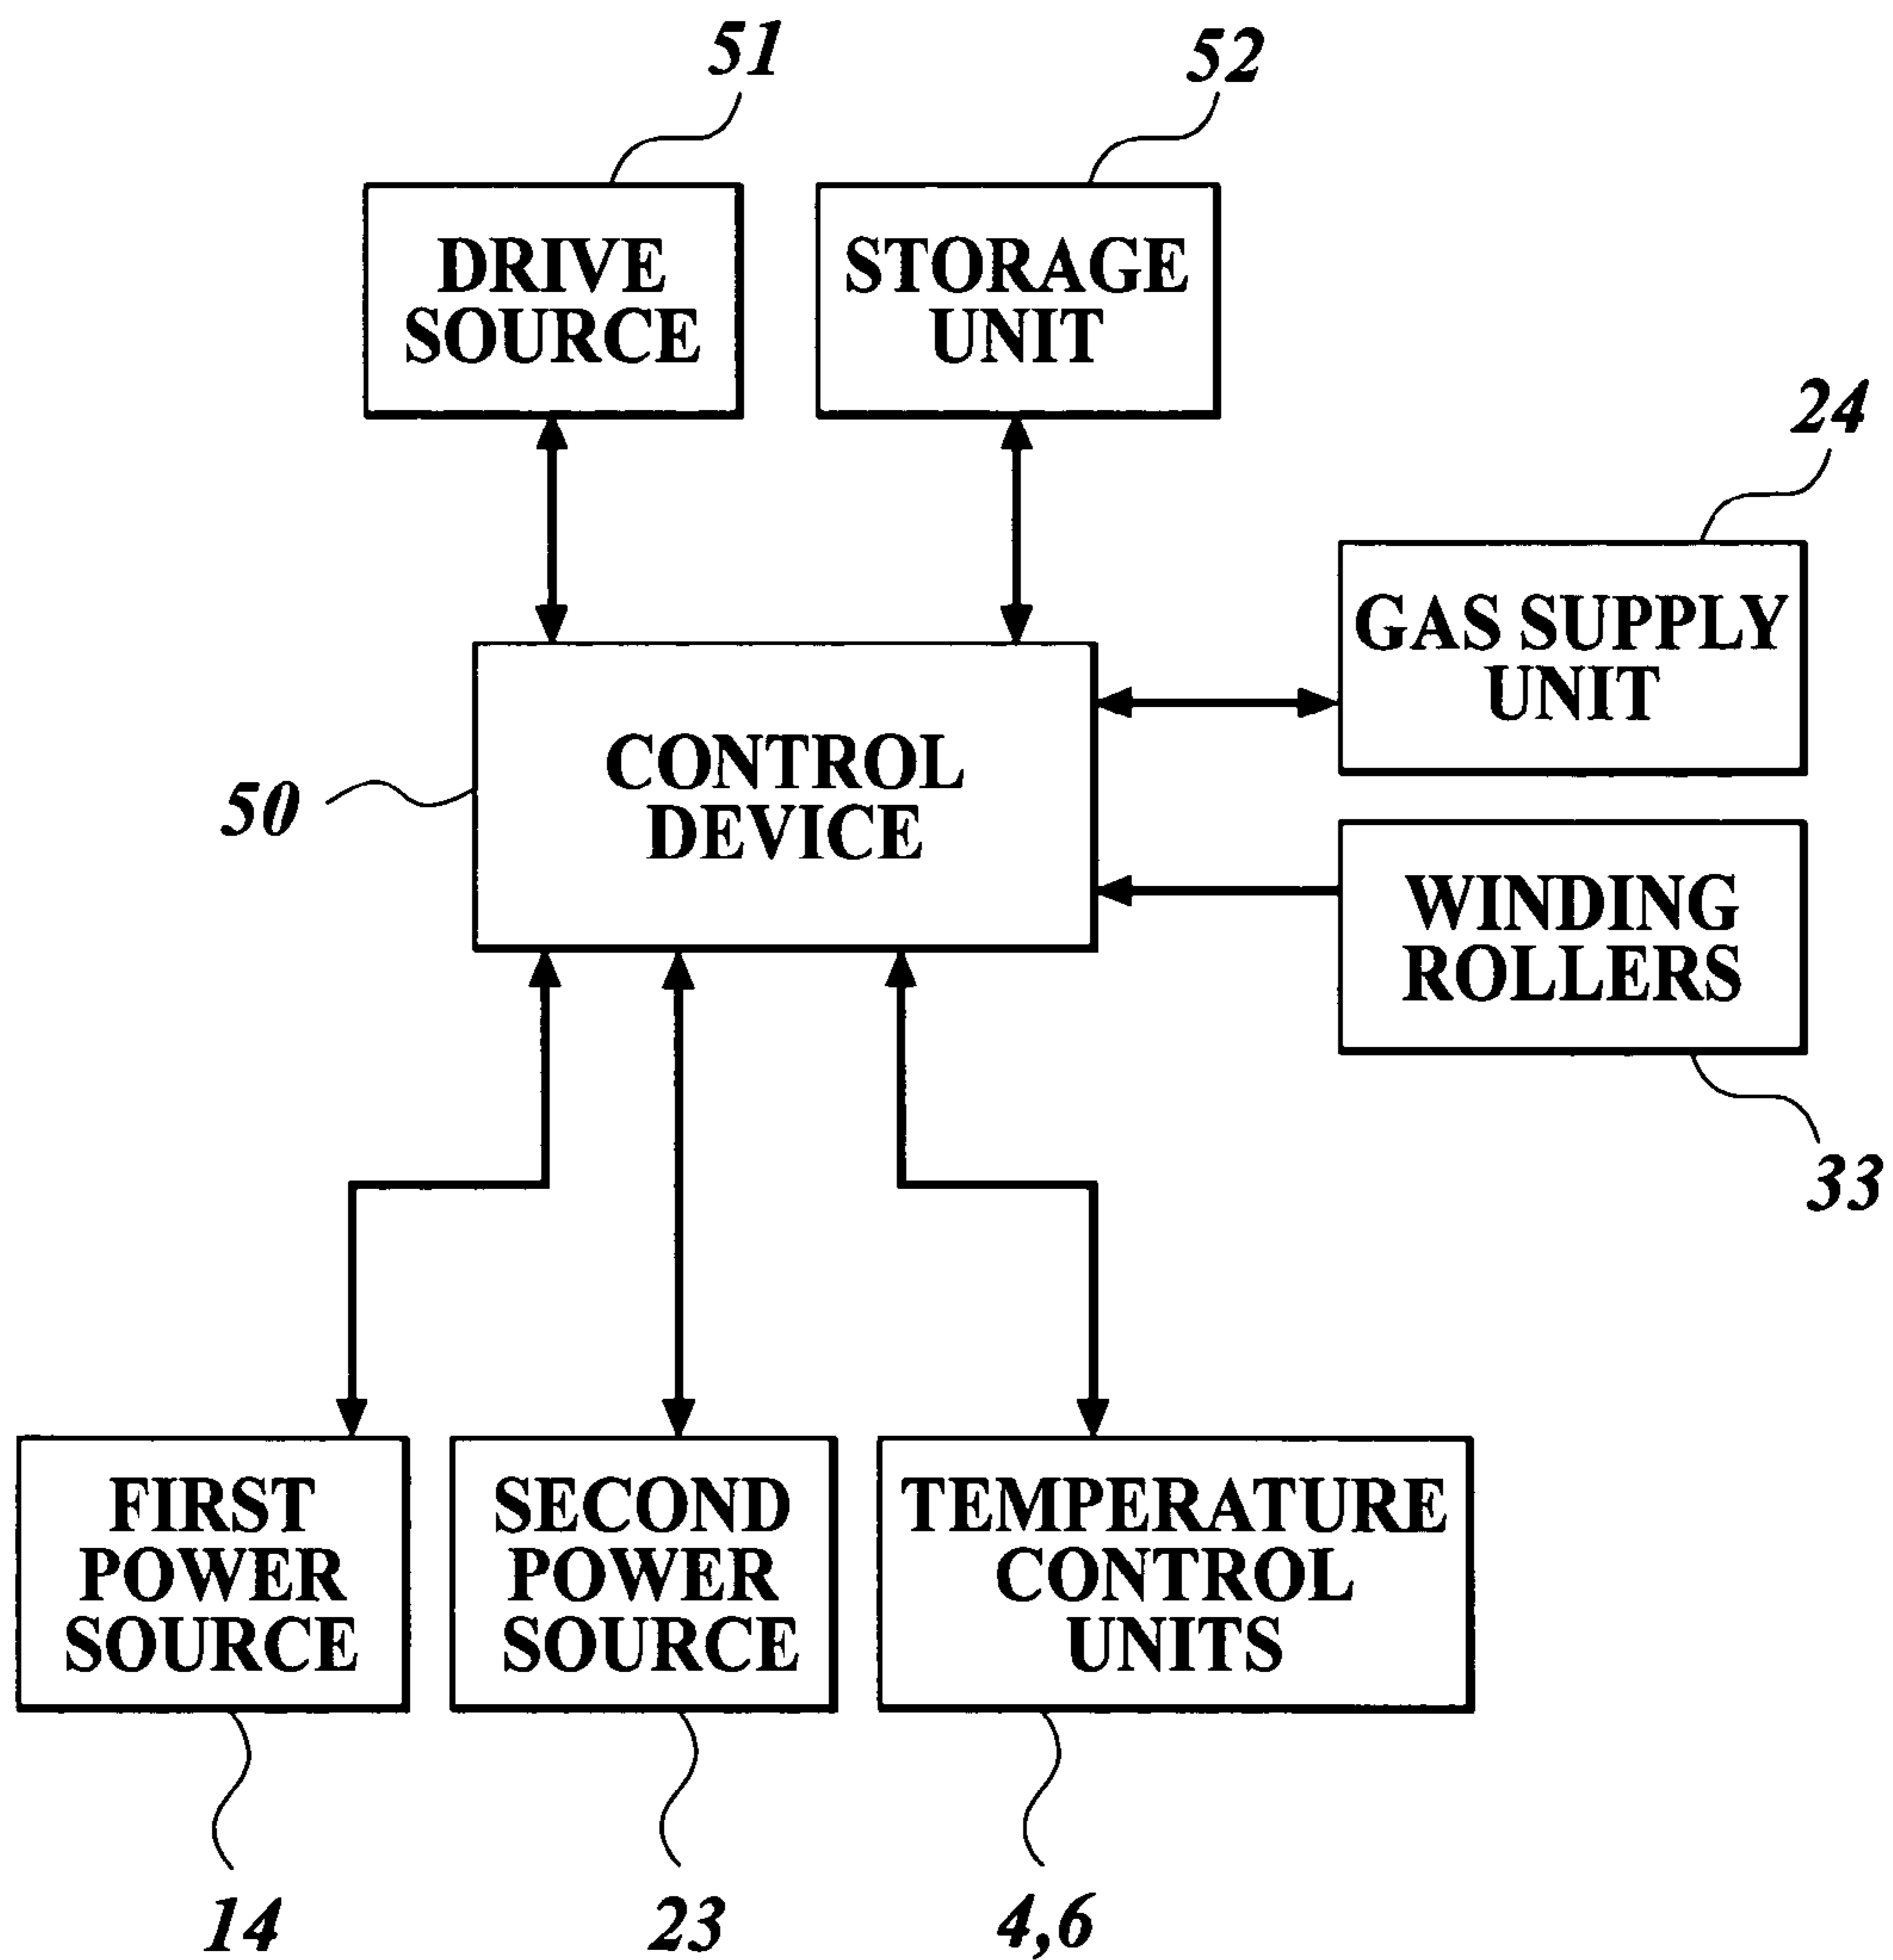 51
52
DRIVE
SOURCE
STORAGE
UNIT
24
GAS SUPPLY
UNIT
CONTROL
DEVICE
50
WINDING
ROLLERS
33
FIRST
POWER
SOURCE
SECOND
POWER
SOURCE
TEMPERATURE
CONTROL
UNITS
14
23
4,6